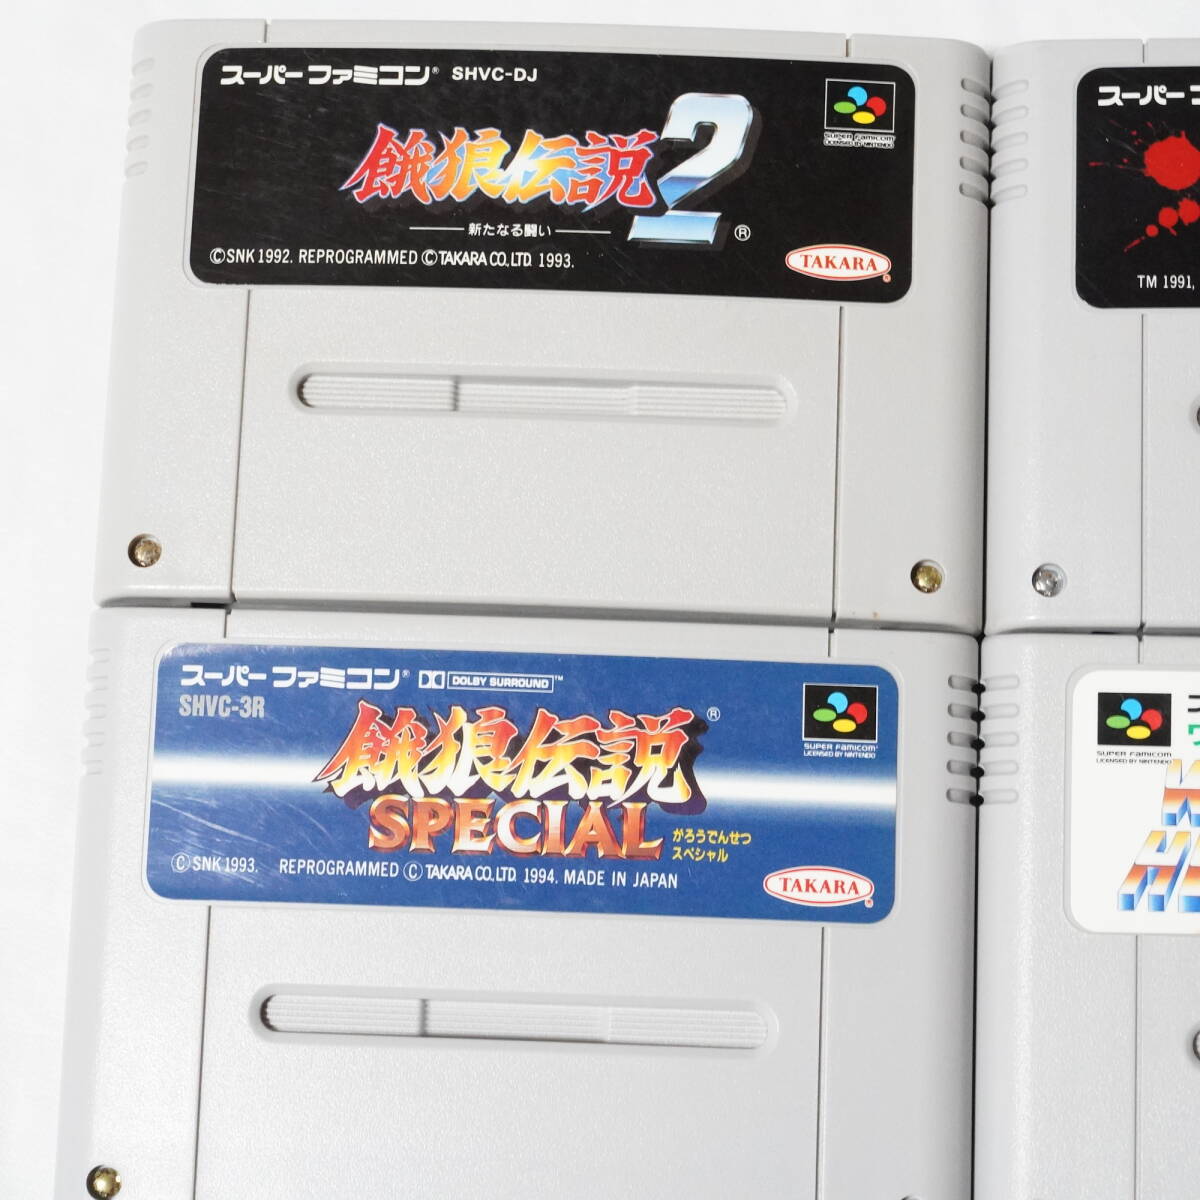 スーパーファミコン® SHVC-DJ
餓狼伝説2
新たなる闘い
®
SUPER FAMICOM
LICENSED BY NINTENDO
©SNK 1992. REPROGRAMMED ©TAKARA CO., LTD. 1993.
TAKARA®
スーパーフ
TM 1991,
スーパーファミコン® DOLBY SURROUND™
SHVC-3R
餓狼伝説®
SPECIAL
がろうでんせつ
スペシャル
SUPER FAMICOM®
LICENSED BY NINTENDO
©SNK 1993. REPROGRAMMED ©TAKARA CO., LTD. 1994. MADE IN JAPAN
TAKARA®
SUPER FAMICOM
LICENSED BY NINTENDO